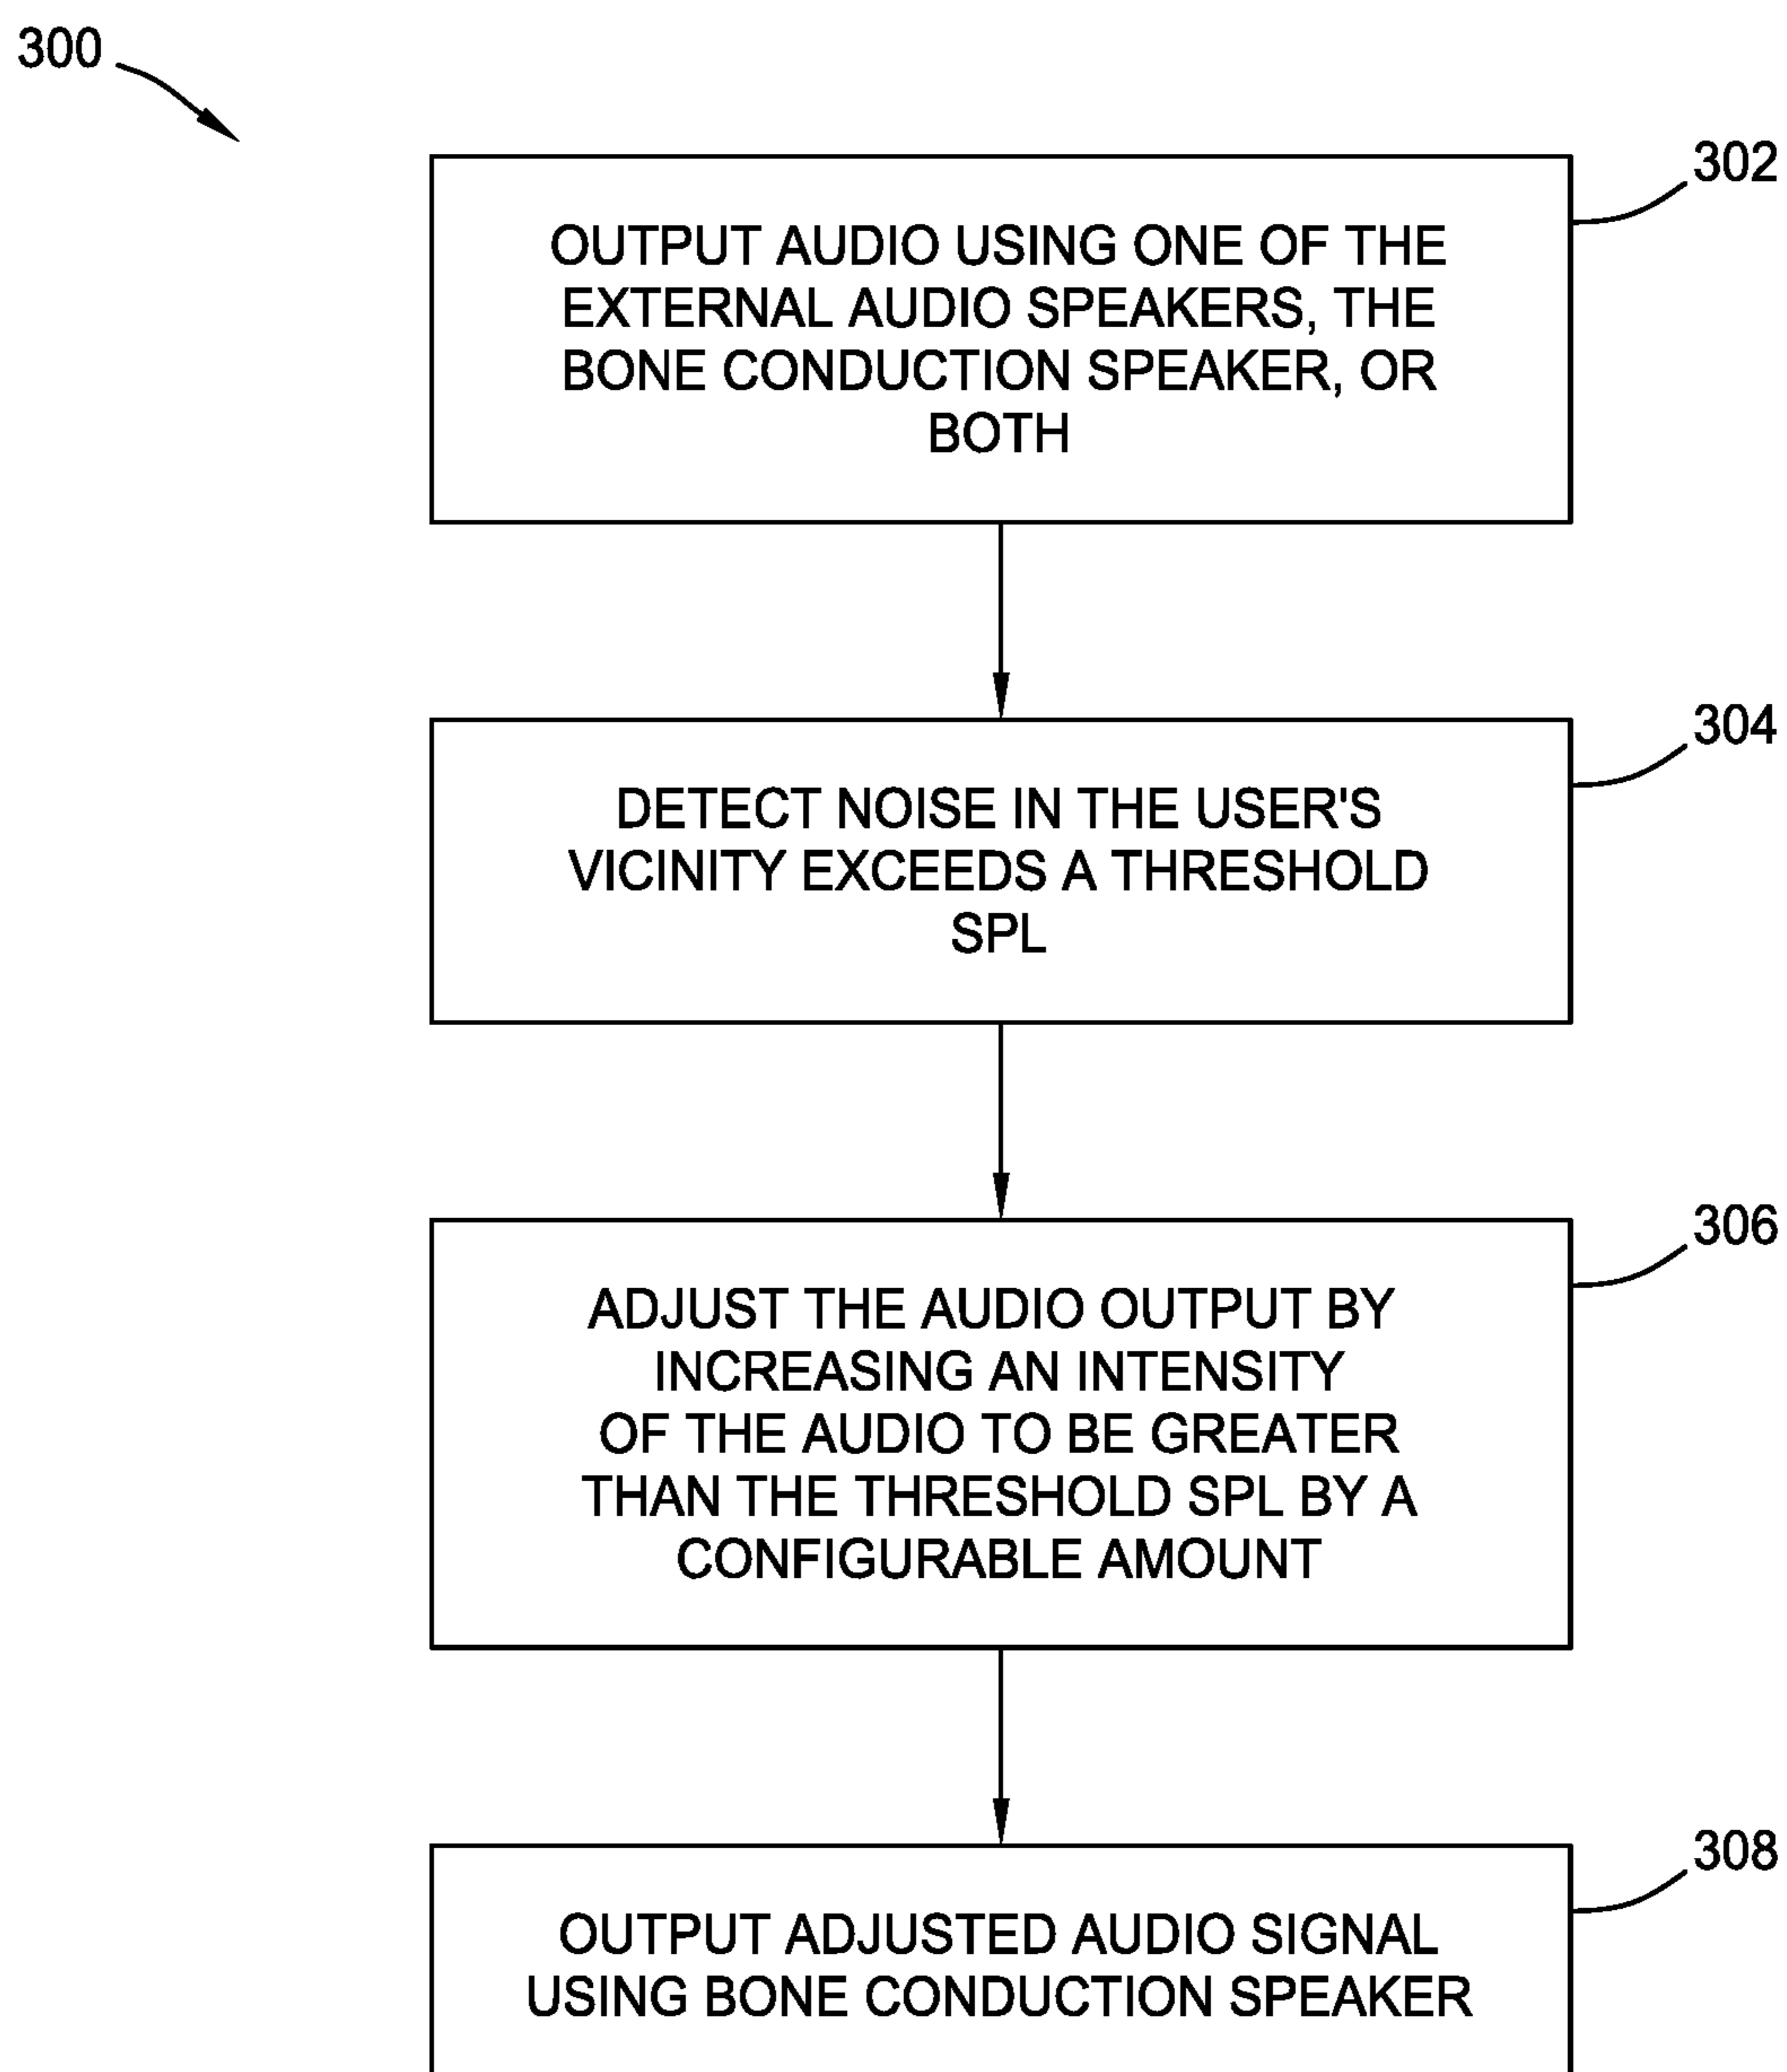 300
302
OUTPUT AUDIO USING ONE OF THE
EXTERNAL AUDIO SPEAKERS, THE
BONE CONDUCTION SPEAKER, OR
BOTH
304
DETECT NOISE IN THE USER'S
VICINITY EXCEEDS A THRESHOLD
SPL
306
ADJUST THE AUDIO OUTPUT BY
INCREASING AN INTENSITY
OF THE AUDIO TO BE GREATER
THAN THE THRESHOLD SPL BY A
CONFIGURABLE AMOUNT
308
OUTPUT ADJUSTED AUDIO SIGNAL
USING BONE CONDUCTION SPEAKER